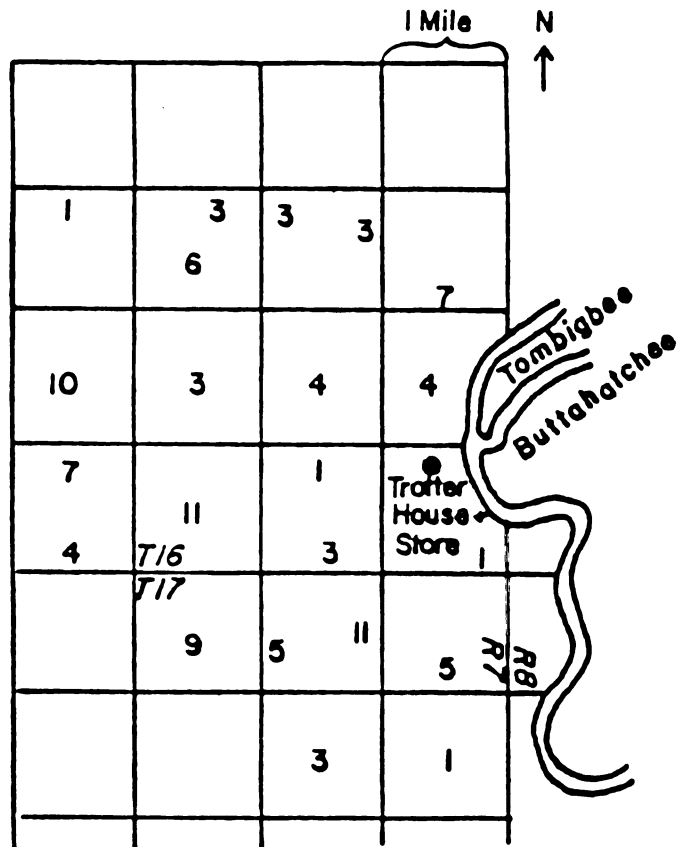 1 Mile N
1 3 3 3
6
7
Tombigbee
10 3 4 4
Buttahatchee
7 1
Trotter
11 House
Store
4 T16 3 1
T17
9 5 11 5 R7 R8
3 1